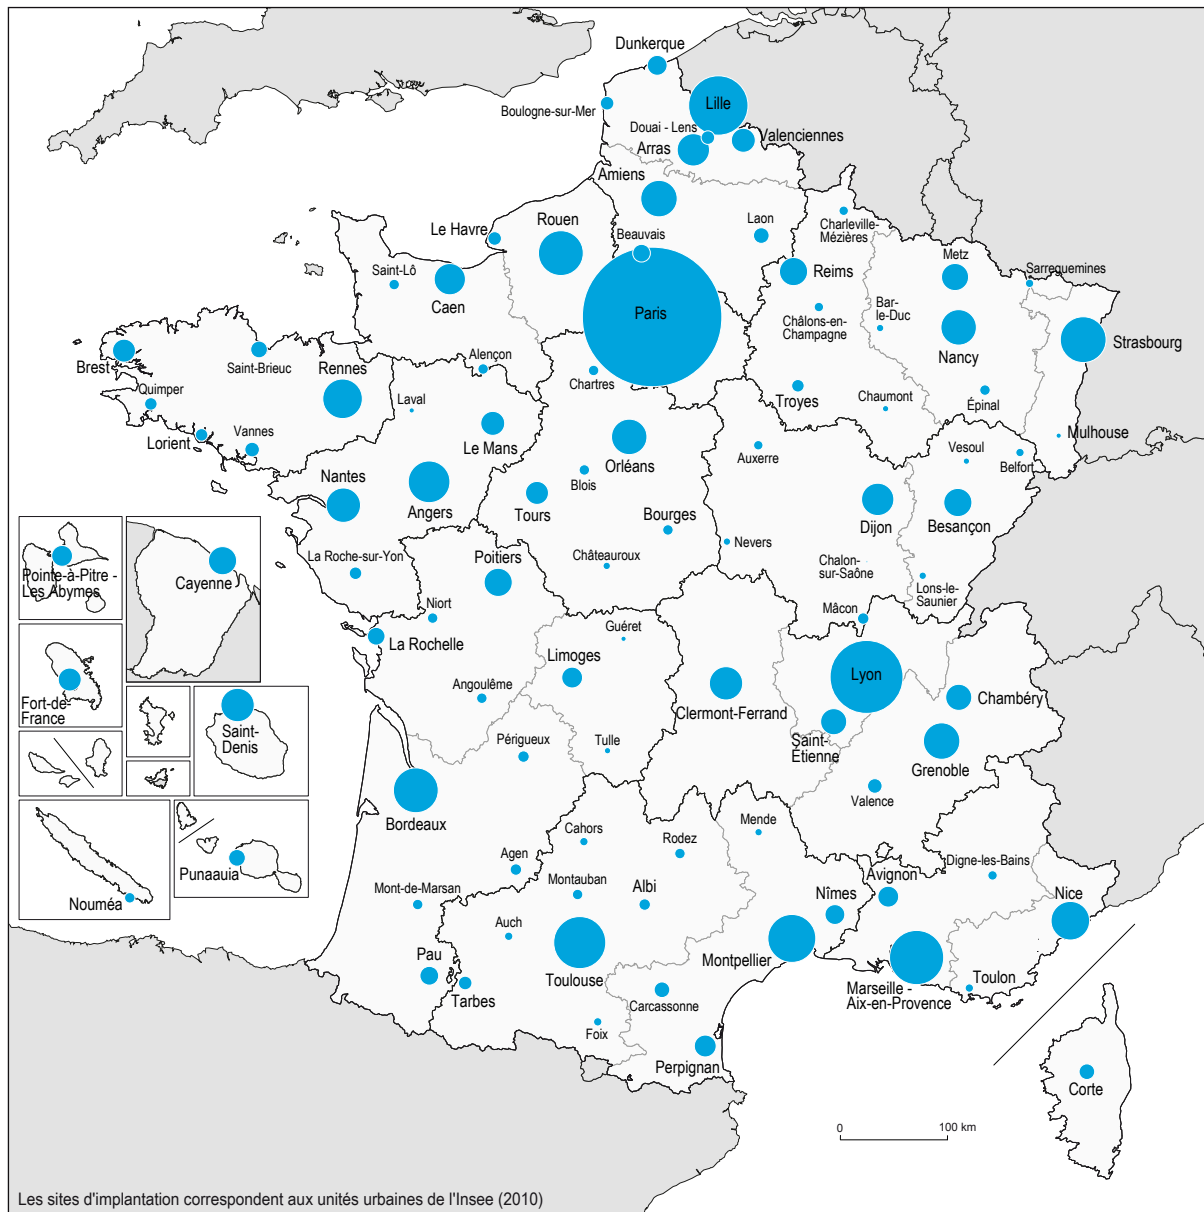 Dunkerque
Boulogne-sur-Mer
Lille
Douai - Lens
Valenciennes
Arras
Amiens
Le Havre
Rouen
Beauvais
Laon
Charleville-
Mézières
Saint-Lô
Caen
Paris
Reims
Metz
Sarreguemines
Châlons-en-
Champagne
Bar-
le-Duc
Nancy
Strasbourg
Brest
Saint-Brieuc
Rennes
Alençon
Chartres
Troyes
Chaumont
Épinal
Quimper
Laval
Lorient
Vannes
Le Mans
Orléans
Auxerre
Vesoul
Mulhouse
Belfort
Nantes
Angers
Tours
Blois
Bourges
Dijon
Besançon
La Roche-sur-Yon
Poitiers
Châteauroux
Nevers
Chalon-
sur-Saône
Lons-le-
Saunier
Pointe-à-Pitre -
Les Abymes
Cayenne
Niort
La Rochelle
Guéret
Mâcon
Limoges
Lyon
Fort-de-
France
Saint-
Denis
Angoulême
Clermont-Ferrand
Chambéry
Saint-
Étienne
Périgueux
Tulle
Grenoble
Valence
Bordeaux
Cahors
Rodez
Mende
Punaauia
Agen
Digne-les-Bains
Nouméa
Mont-de-Marsan
Montauban
Albi
Avignon
Nîmes
Nice
Auch
Pau
Tarbes
Toulouse
Montpellier
Marseille -
Aix-en-Provence
Toulon
Carcassonne
Foix
Perpignan
Corte
0
100 km
Les sites d'implantation correspondent aux unités urbaines de l'Insee (2010)